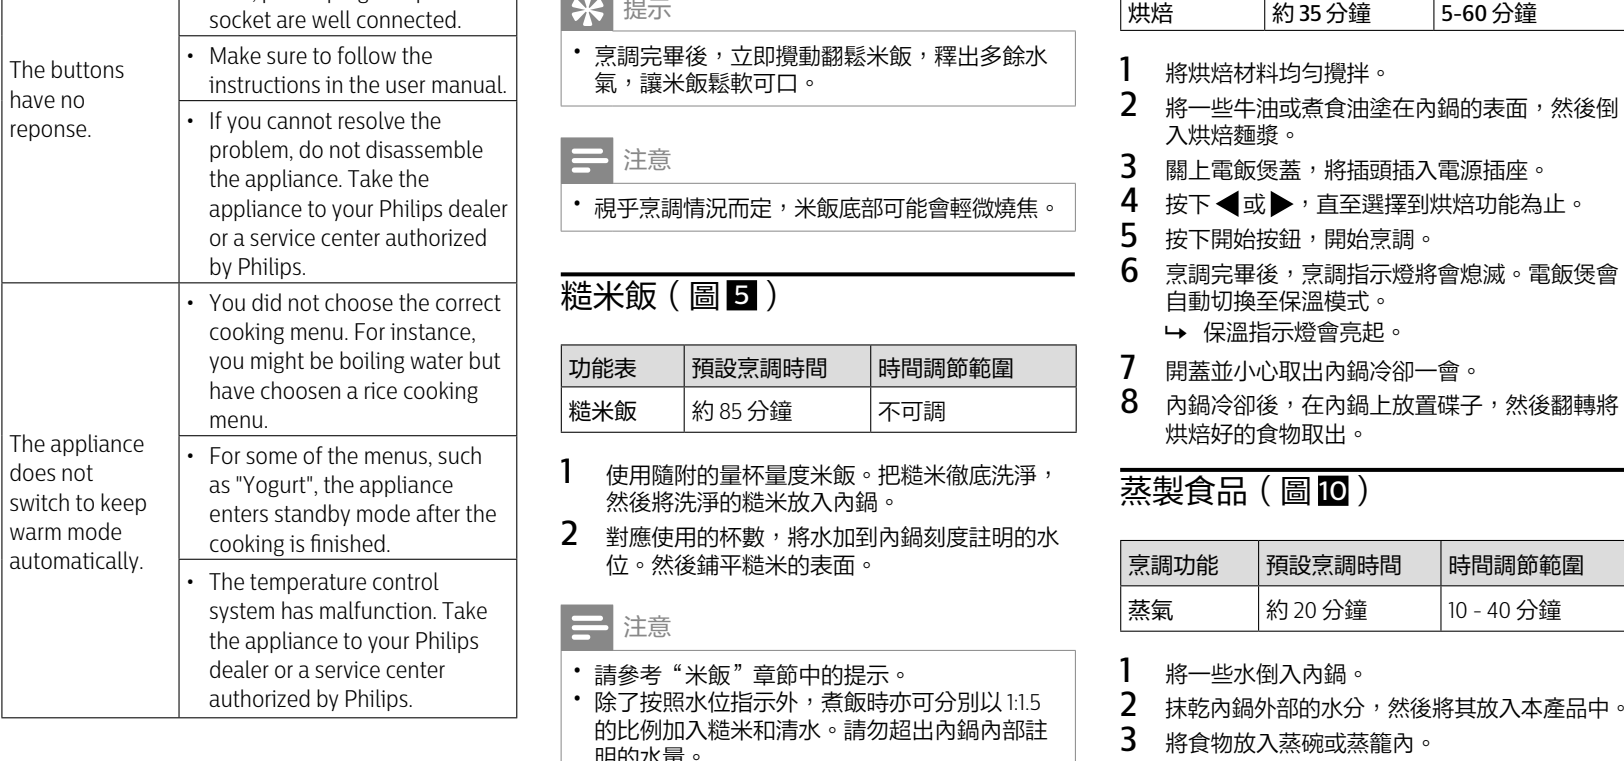 socket are well connected.
The buttons
have no
reponse.
• Make sure to follow the
instructions in the user manual.
• If you cannot resolve the
problem, do not disassemble
the appliance. Take the
appliance to your Philips dealer
or a service center authorized
by Philips.
The appliance
does not
switch to keep
warm mode
automatically.
• You did not choose the correct
cooking menu. For instance,
you might be boiling water but
have choosen a rice cooking
menu.
• For some of the menus, such
as "Yogurt", the appliance
enters standby mode after the
cooking is finished.
• The temperature control
system has malfunction. Take
the appliance to your Philips
dealer or a service center
authorized by Philips.
提示
• 烹調完畢後，立即攪動翻鬆米飯，釋出多餘水
氣，讓米飯鬆軟可口。
注意
• 視乎烹調情況而定，米飯底部可能會輕微燒焦。
糙米飯（圖 5）
功能表 預設烹調時間 時間調節範圍
糙米飯 約 85 分鐘 不可調
1 使用隨附的量杯量度米飯。把糙米徹底洗淨，
然後將洗淨的糙米放入內鍋。
2 對應使用的杯數，將水加到內鍋刻度註明的水
位。然後鋪平糙米的表面。
注意
• 請參考“米飯”章節中的提示。
• 除了按照水位指示外，煮飯時亦可分別以 1:1.5
的比例加入糙米和清水。請勿超出內鍋內部註
明的水量。
烘焙 約 35 分鐘 5-60 分鐘
1 將烘焙材料均勻攪拌。
2 將一些牛油或煮食油塗在內鍋的表面，然後倒
入烘焙麵漿。
3 關上電飯煲蓋，將插頭插入電源插座。
4 按下 ◀ 或 ▶，直至選擇到烘焙功能為止。
5 按下開始按鈕，開始烹調。
6 烹調完畢後，烹調指示燈將會熄滅。電飯煲會
自動切換至保溫模式。
↳ 保溫指示燈會亮起。
7 開蓋並小心取出內鍋冷卻一會。
8 內鍋冷卻後，在內鍋上放置碟子，然後翻轉將
烘焙好的食物取出。
蒸製食品（圖 10）
烹調功能 預設烹調時間 時間調節範圍
蒸氣 約 20 分鐘 10 - 40 分鐘
1 將一些水倒入內鍋。
2 抹乾內鍋外部的水分，然後將其放入本產品中。
3 將食物放入蒸碗或蒸籠內。